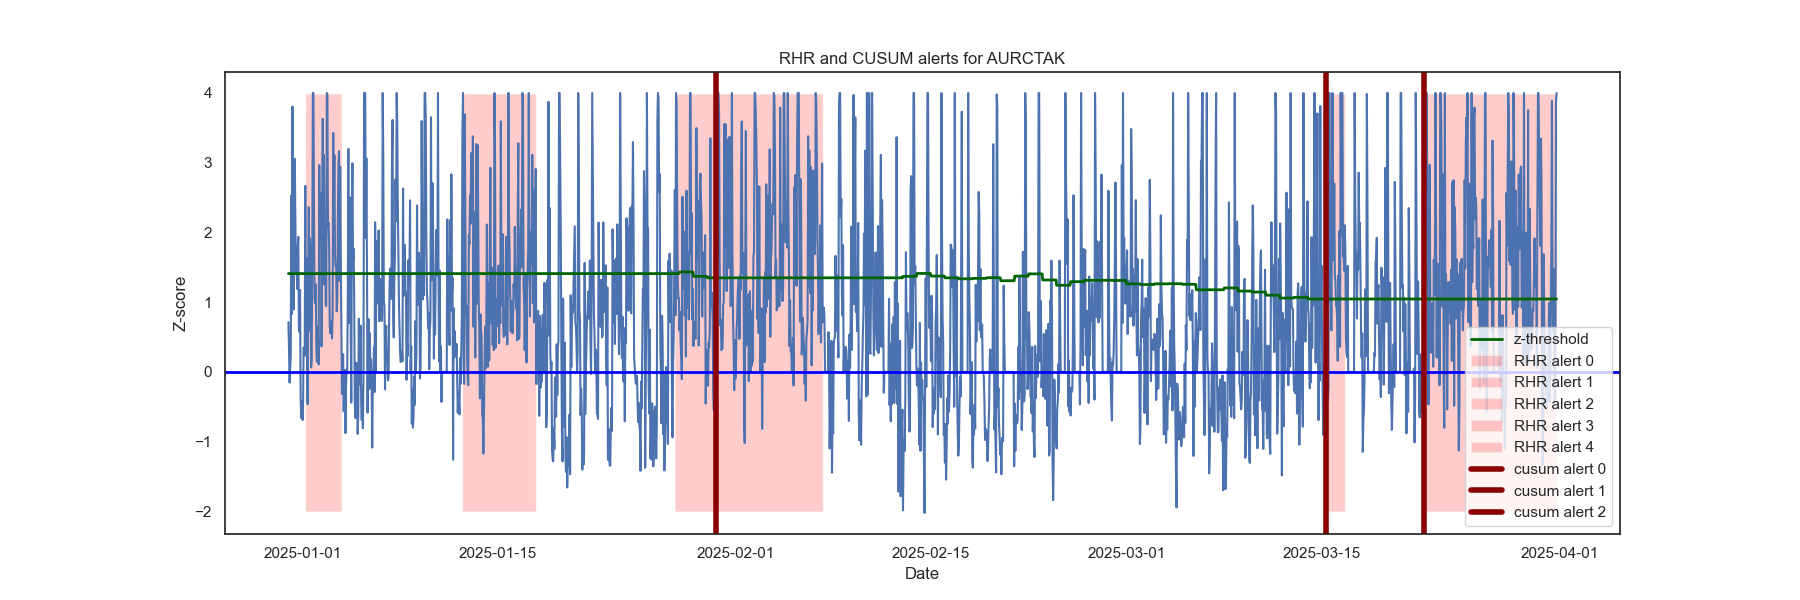 RHR and CUSUM alerts for AURCTAK
Z-score
4
3
2
1
0
−1
−2
z-threshold
RHR alert 0
RHR alert 1
RHR alert 2
RHR alert 3
RHR alert 4
cusum alert 0
cusum alert 1
cusum alert 2
2025-01-01 2025-01-15 2025-02-01 2025-02-15 2025-03-01 2025-03-15 2025-04-01
Date